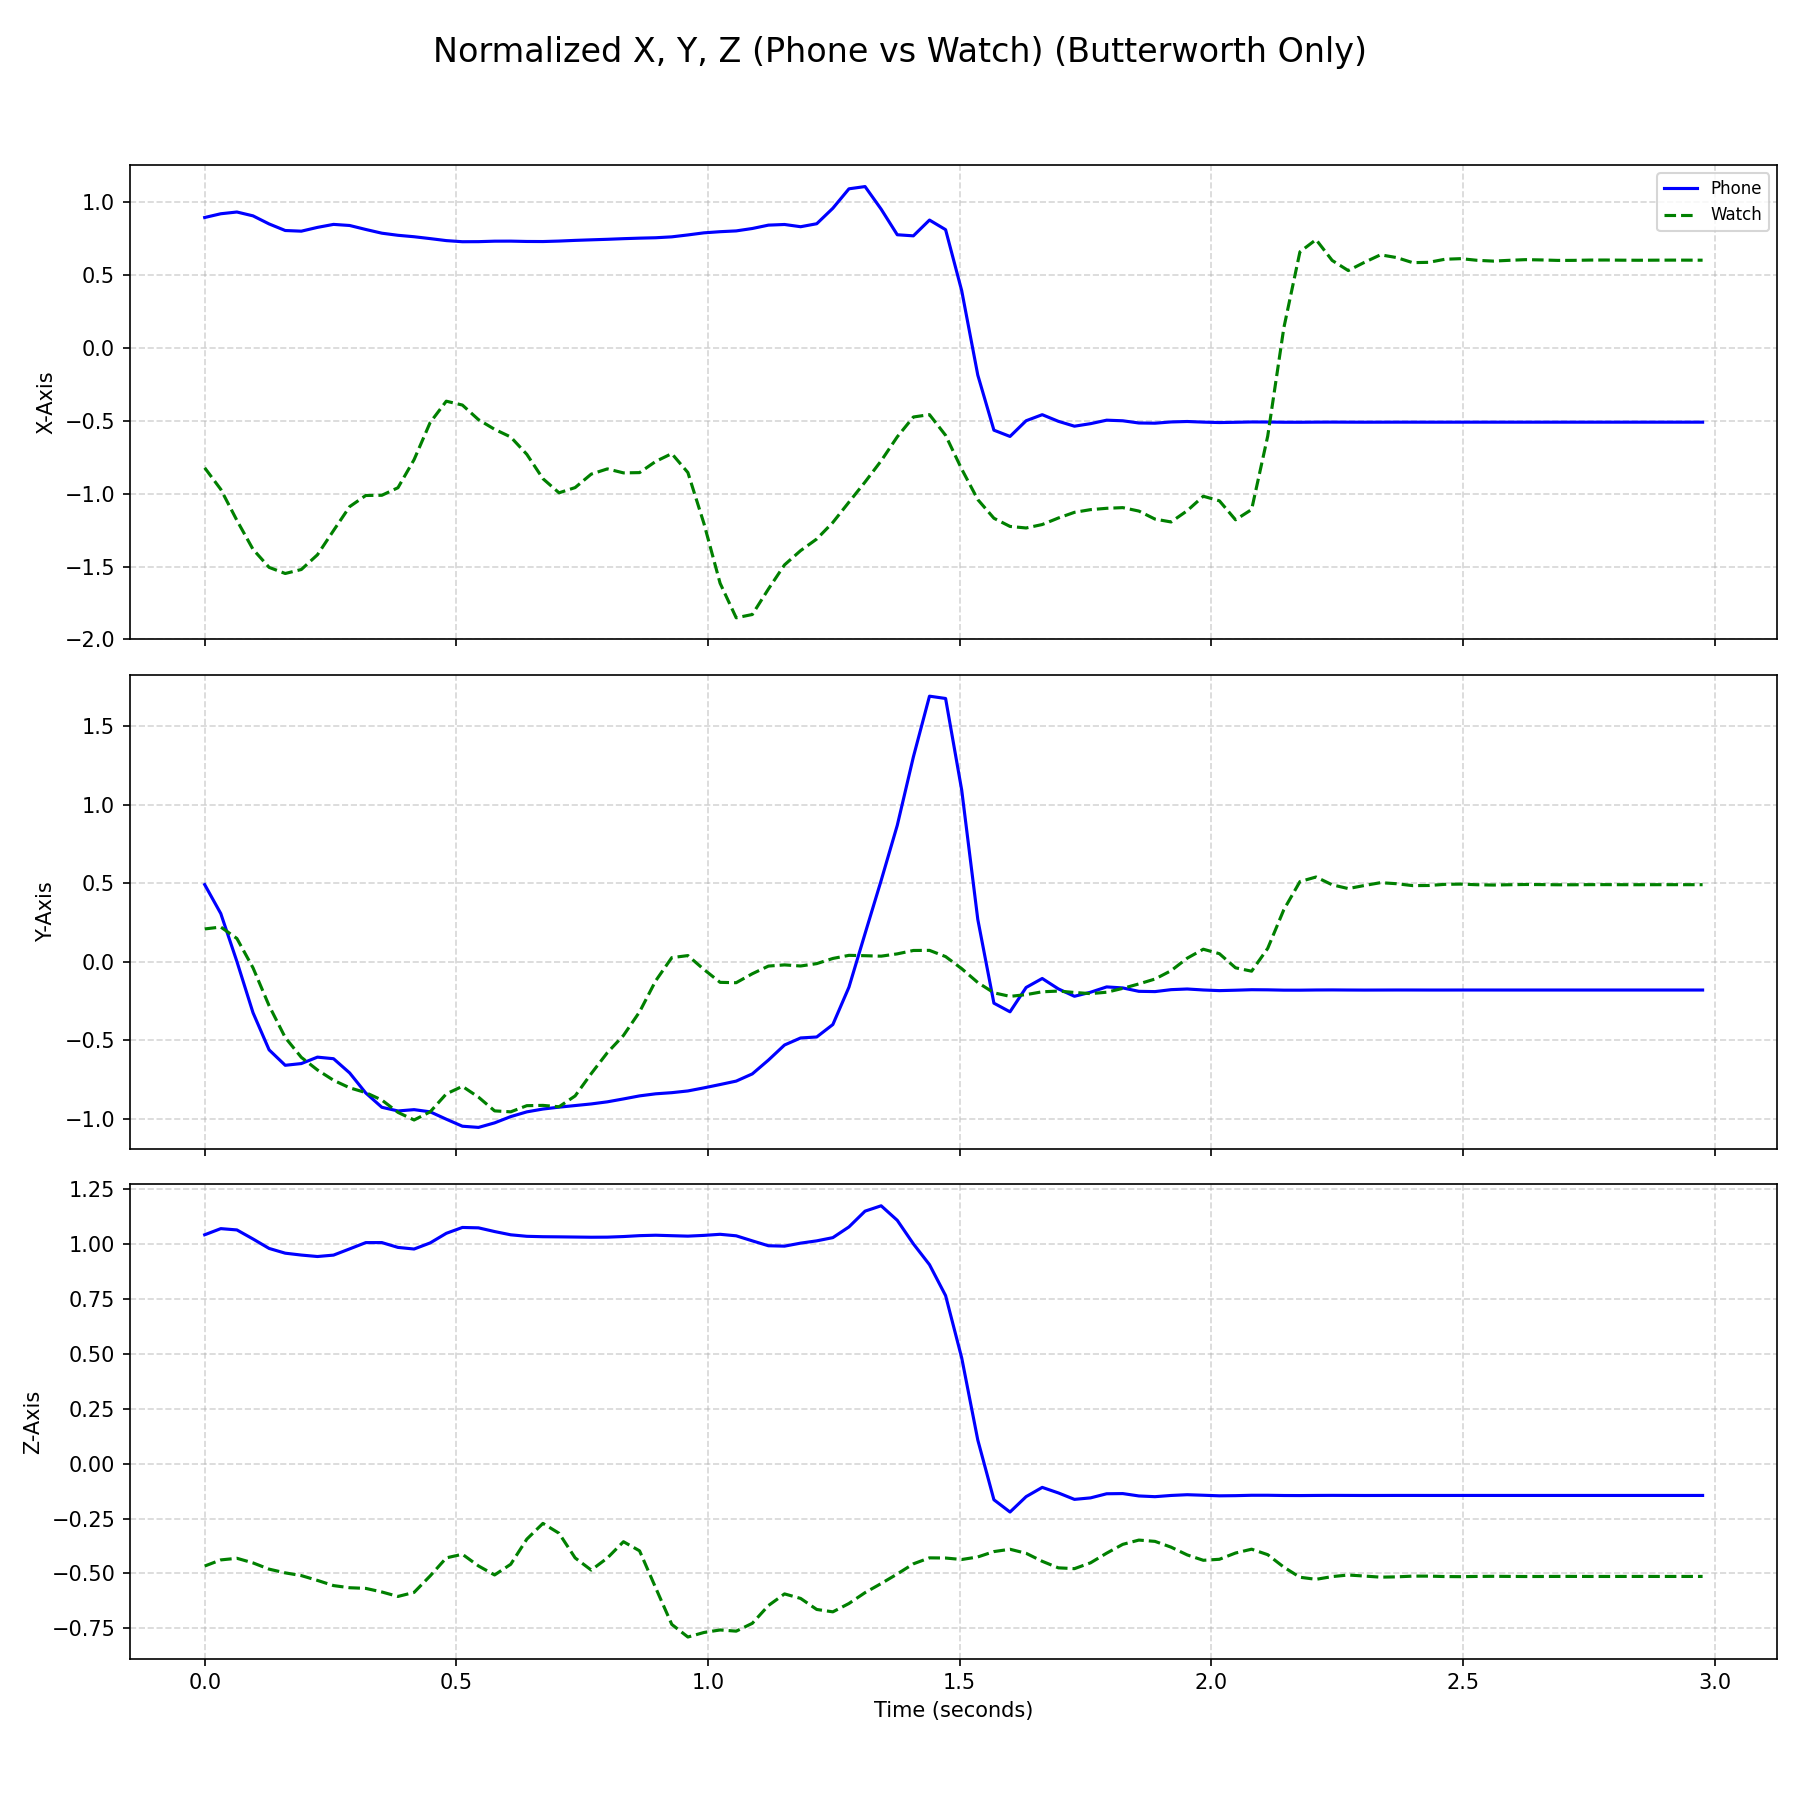 Normalized X, Y, Z (Phone vs Watch) (Butterworth Only)
Phone
Watch
1.0
0.5
0.0
−0.5
−1.0
−1.5
−2.0
X-Axis
1.5
1.0
0.5
0.0
−0.5
−1.0
Y-Axis
1.25
1.00
0.75
0.50
0.25
0.00
−0.25
−0.50
−0.75
Z-Axis
0.0 0.5 1.0 1.5 2.0 2.5 3.0
Time (seconds)